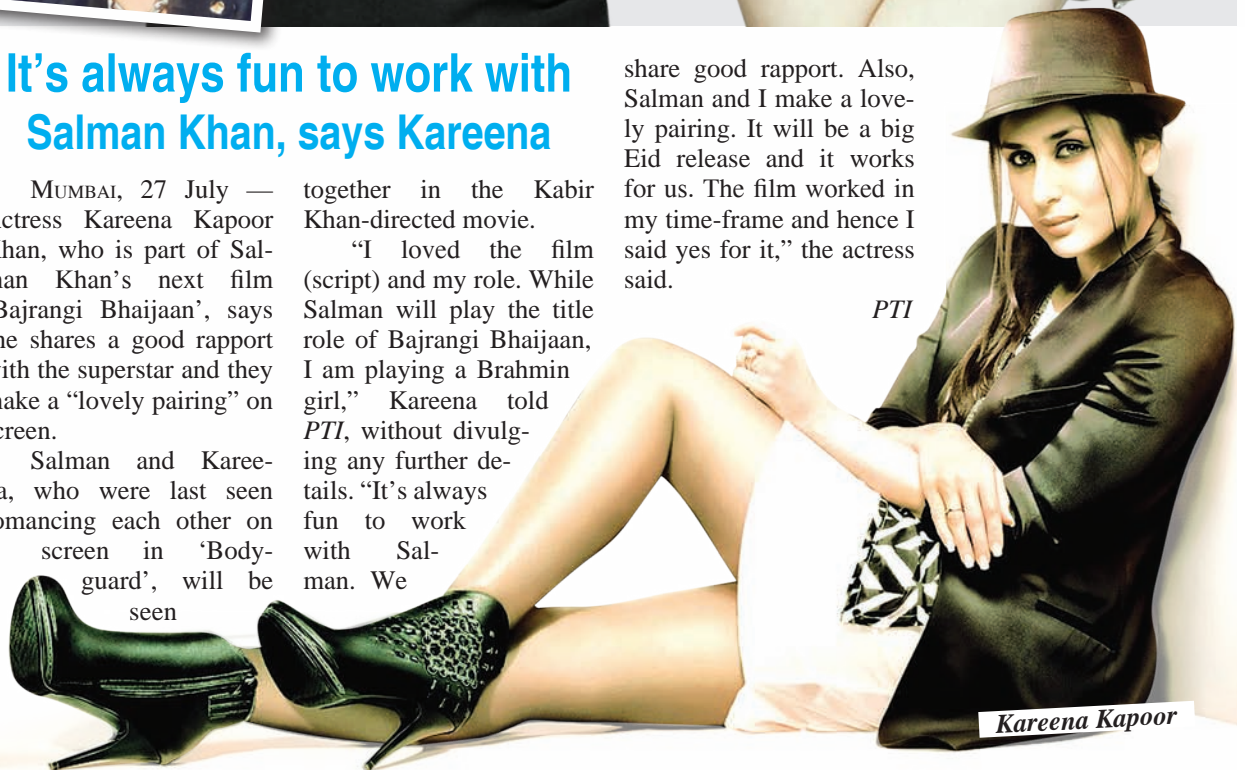 It's always fun to work with
Salman Khan, says Kareena
MUMBAI, 27 July —
ctress Kareena Kapoor
han, who is part of Sal-
an Khan's next film
Bajrangi Bhaijaan', says
he shares a good rapport
ith the superstar and they
ake a “lovely pairing” on
creen.
Salman and Karee-
a, who were last seen
omancing each other on
screen in ‘Body-
guard’, will be
seen
together in the Kabir
Khan-directed movie.
“I loved the film
(script) and my role. While
Salman will play the title
role of Bajrangi Bhaijaan,
I am playing a Brahmin
girl,” Kareena told
PTI, without divulg-
ing any further de-
tails. “It’s always
fun to work
with Sal-
man. We
share good rapport. Also,
Salman and I make a love-
ly pairing. It will be a big
Eid release and it works
for us. The film worked in
my time-frame and hence I
said yes for it,” the actress
said.
PTI
Kareena Kapoor